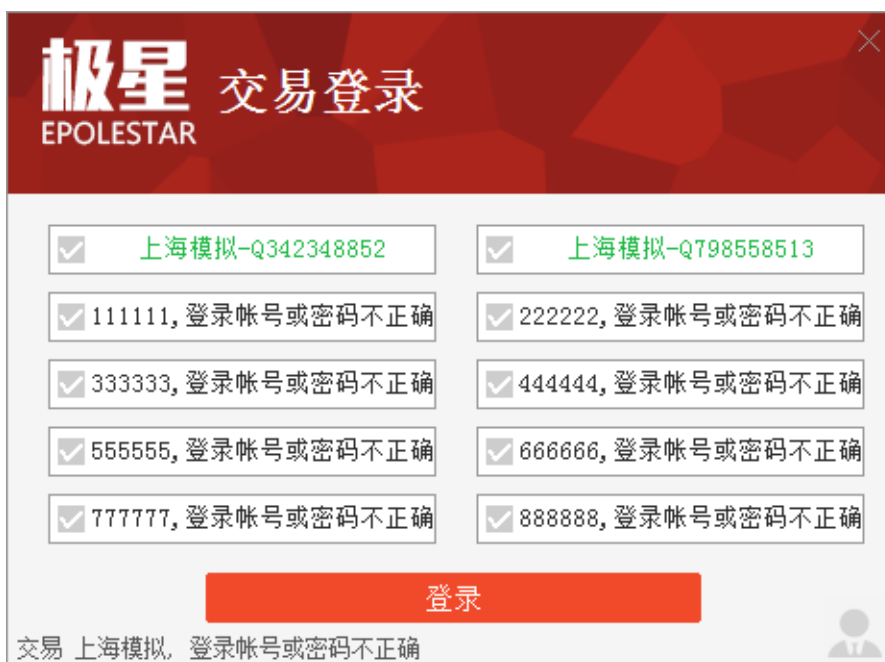 极星
EPOLESTAR
交易登录
上海模拟-Q342348852
上海模拟-Q798558513
111111,登录帐号或密码不正确
222222,登录帐号或密码不正确
333333,登录帐号或密码不正确
444444,登录帐号或密码不正确
555555,登录帐号或密码不正确
666666,登录帐号或密码不正确
777777,登录帐号或密码不正确
888888,登录帐号或密码不正确
登录
交易 上海模拟, 登录帐号或密码不正确